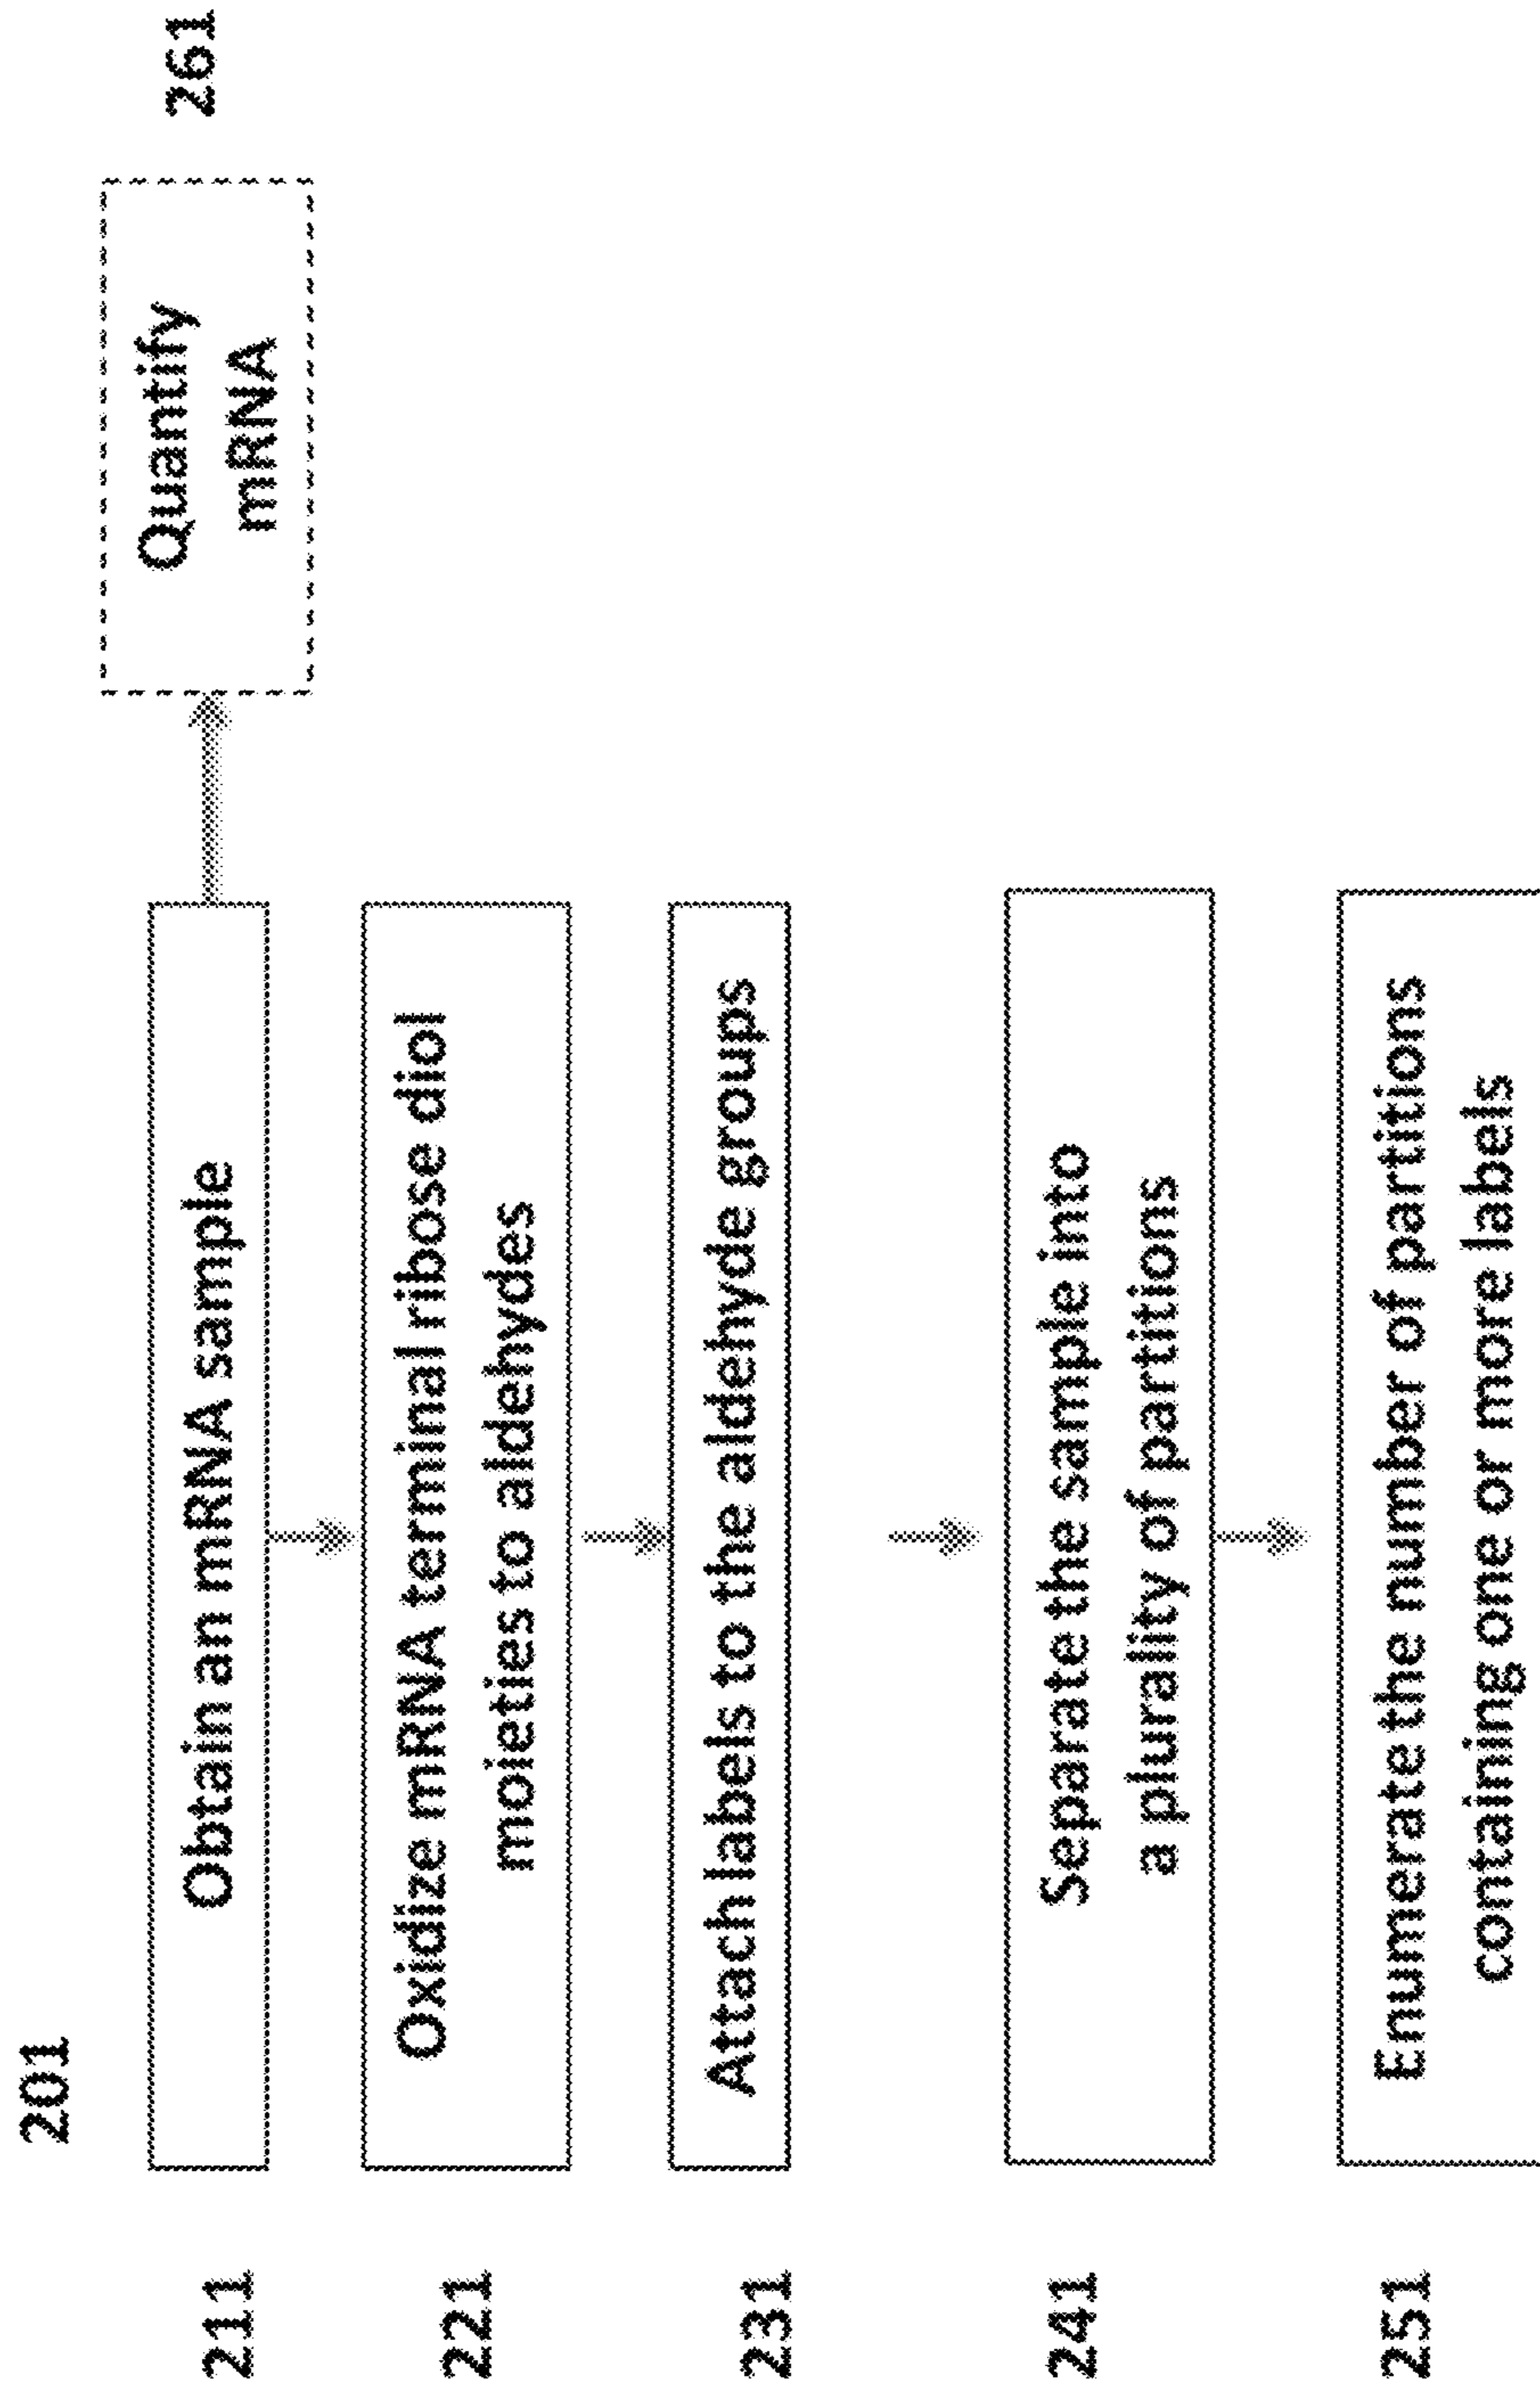 201
211
Obtain an mRNA sample
Quantify
mRNA
261
221
Oxidize mRNA terminal ribose diol
moieties to aldehydes
231
Attach labels to the aldehyde groups
241
Separate the sample into
a plurality of partitions
251
Enumerate the number of partitions
containing one or more labels